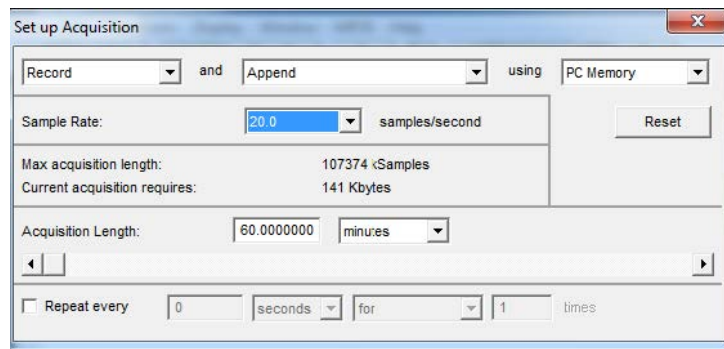 Set up Acquisition
Record and Append using PC Memory
Sample Rate: 20.0 samples/second Reset
Max acquisition length: 107374 kSamples
Current acquisition requires: 141 Kbytes
Acquisition Length: 60.0000000 minutes
Repeat every 0 seconds for 1 times